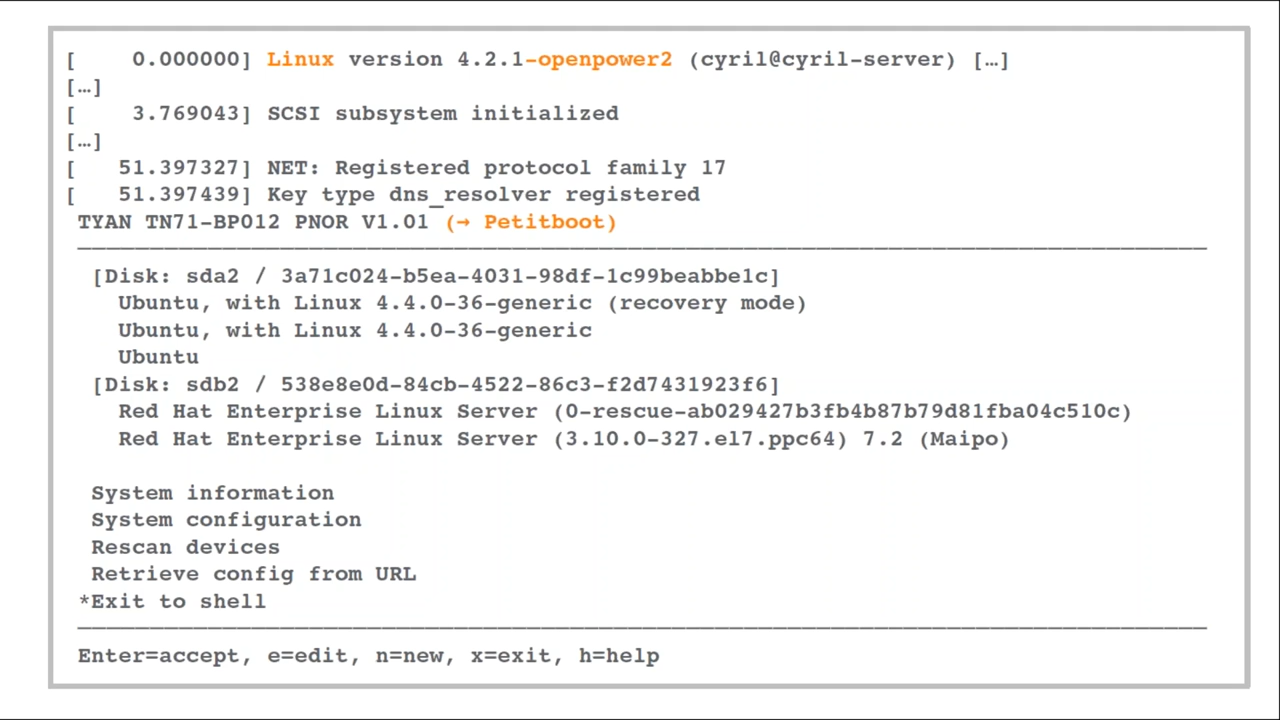 [    0.000000] Linux version 4.2.1-openpower2 (cyril@cyril-server) […]
[…]
[    3.769043] SCSI subsystem initialized
[…]
[   51.397327] NET: Registered protocol family 17
[   51.397439] Key type dns_resolver registered
TYAN TN71-BP012 PNOR V1.01 (→ Petitboot)
[Disk: sda2 / 3a71c024-b5ea-4031-98df-1c99beabbe1c]
Ubuntu, with Linux 4.4.0-36-generic (recovery mode)
Ubuntu, with Linux 4.4.0-36-generic
Ubuntu
[Disk: sdb2 / 538e8e0d-84cb-4522-86c3-f2d7431923f6]
Red Hat Enterprise Linux Server (0-rescue-ab029427b3fb4b87b79d81fba04c510c)
Red Hat Enterprise Linux Server (3.10.0-327.el7.ppc64) 7.2 (Maipo)
System information
System configuration
Rescan devices
Retrieve config from URL
*Exit to shell
Enter=accept, e=edit, n=new, x=exit, h=help